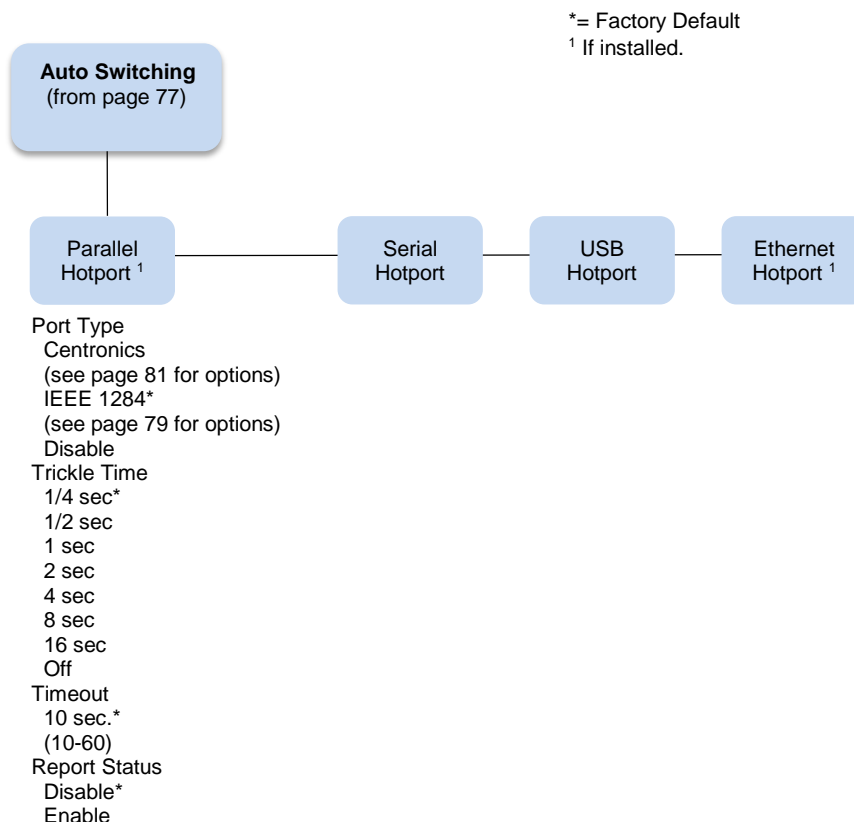 *= Factory Default
¹ If installed.
Auto Switching
(from page 77)
Parallel
Hotport ¹
Serial
Hotport
USB
Hotport
Ethernet
Hotport ¹
Port Type
Centronics
(see page 81 for options)
IEEE 1284*
(see page 79 for options)
Disable
Trickle Time
1/4 sec*
1/2 sec
1 sec
2 sec
4 sec
8 sec
16 sec
Off
Timeout
10 sec.*
(10-60)
Report Status
Disable*
Enable